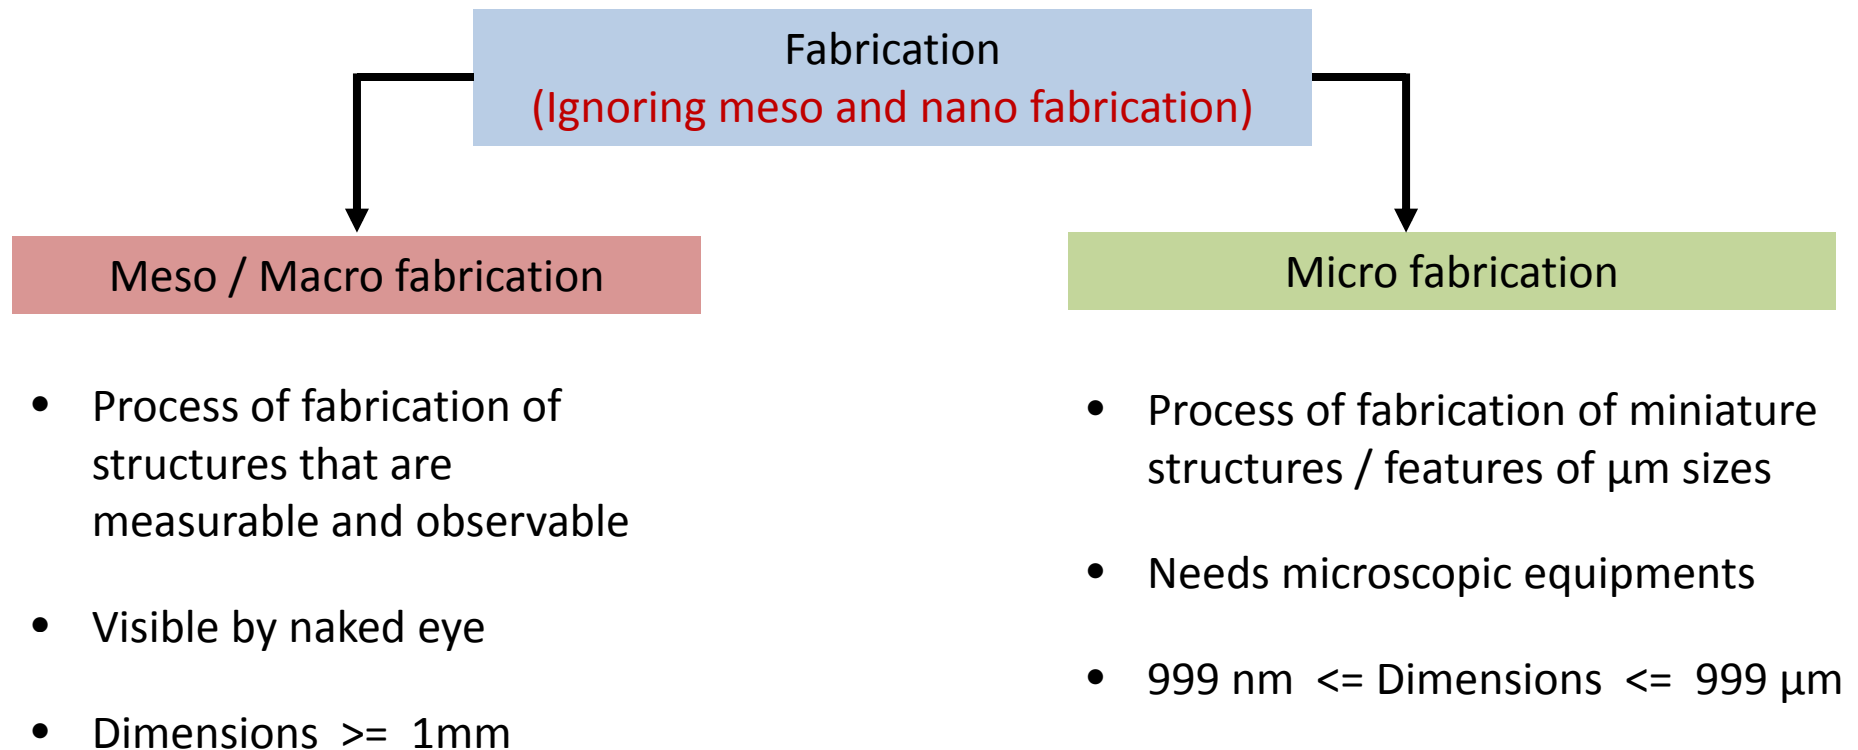 Fabrication
(Ignoring meso and nano fabrication)
Meso / Macro fabrication
• Process of fabrication of
structures that are
measurable and observable
• Visible by naked eye
• Dimensions >= 1mm
Micro fabrication
• Process of fabrication of miniature
structures / features of µm sizes
• Needs microscopic equipments
• 999 nm <= Dimensions <= 999 µm